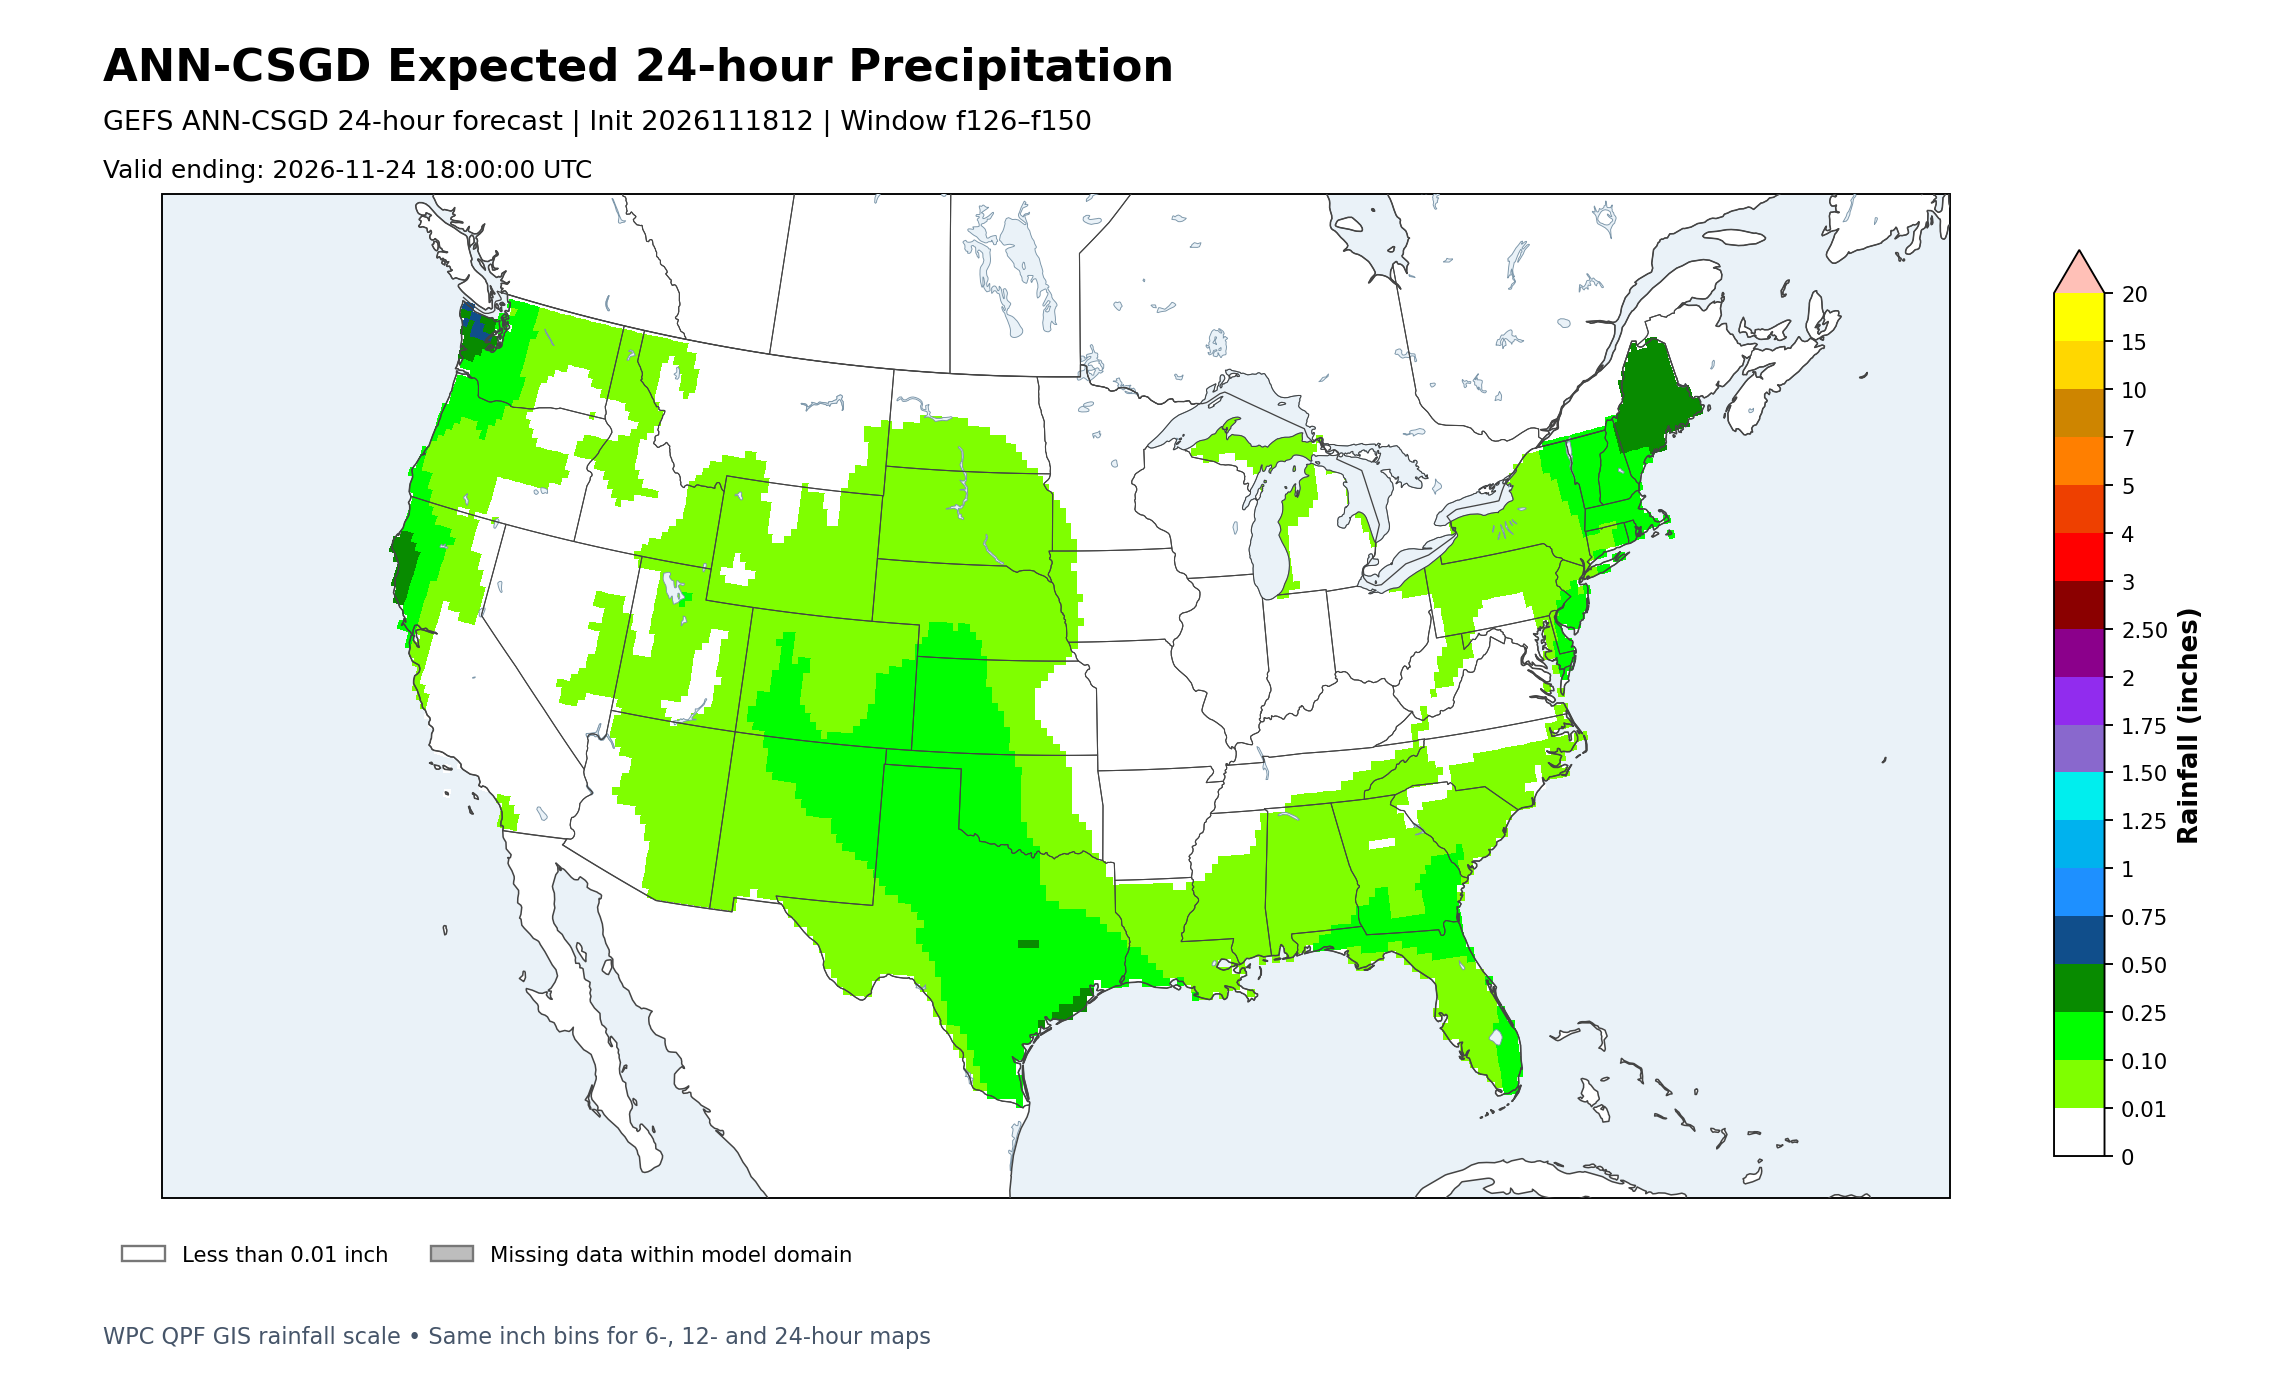 ANN-CSGD Expected 24-hour Precipitation
GEFS ANN-CSGD 24-hour forecast | Init 2026111812 | Window f126–f150
Valid ending: 2026-11-24 18:00:00 UTC
20
15
10
7
5
4
3
2.50
2
1.75
1.50
1.25
1
0.75
0.50
0.25
0.10
0.01
0
Rainfall (inches)
Less than 0.01 inch
Missing data within model domain
WPC QPF GIS rainfall scale • Same inch bins for 6-, 12- and 24-hour maps